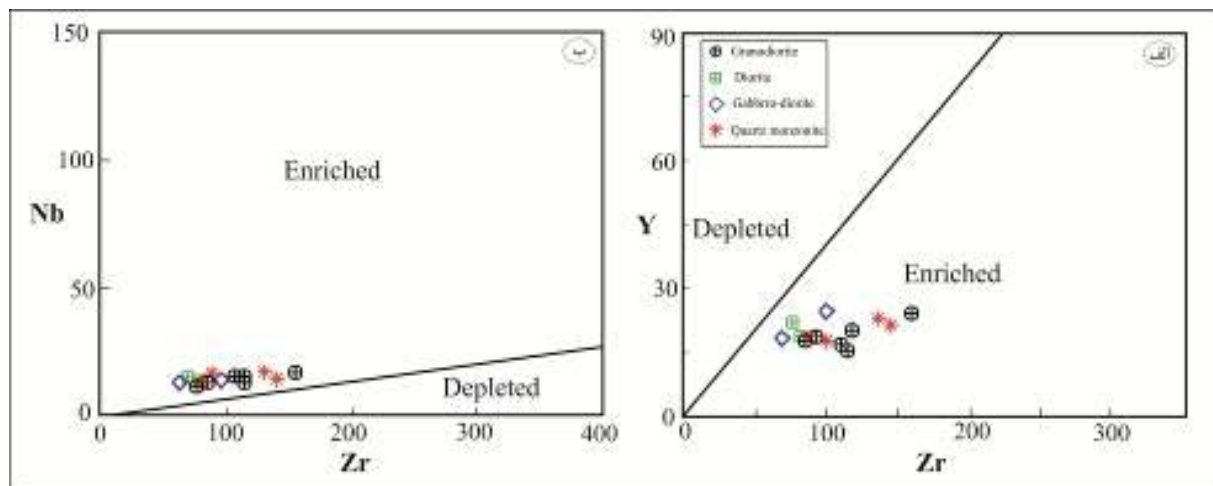 150
100
Nb
50
0
Enriched
Depleted
ب
0
100
200
300
400
Zr
90
60
Y
30
0
Granodiorite
Diorite
Gabbro-diorite
Quartz monzonite
الف
Depleted
Enriched
0
100
200
300
Zr